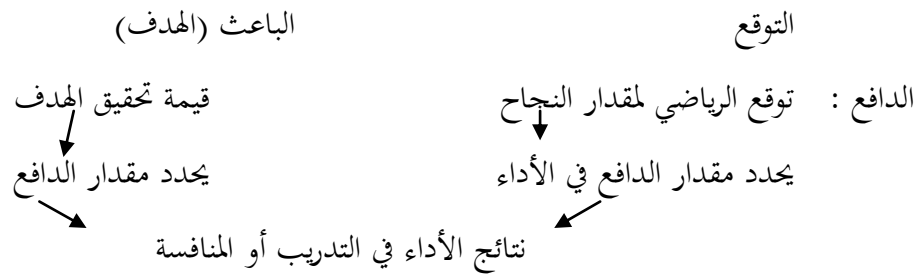 التوقع الباعث (الهدف)
الدافع : توقع الرياضي لمقدار النجاح قيمة تحقيق الهدف
يحدد مقدار الدافع في الأداء يحدد مقدار الدافع
نتائج الأداء في التدريب أو المنافسة